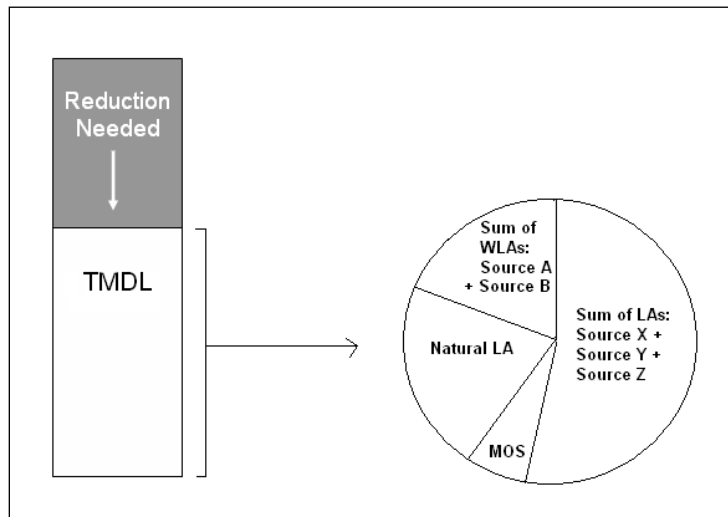 Reduction
Needed
TMDL
Sum of
WLAs:
Source A
+ Source B
Sum of LAs:
Source X +
Source Y +
Source Z
Natural LA
MOS